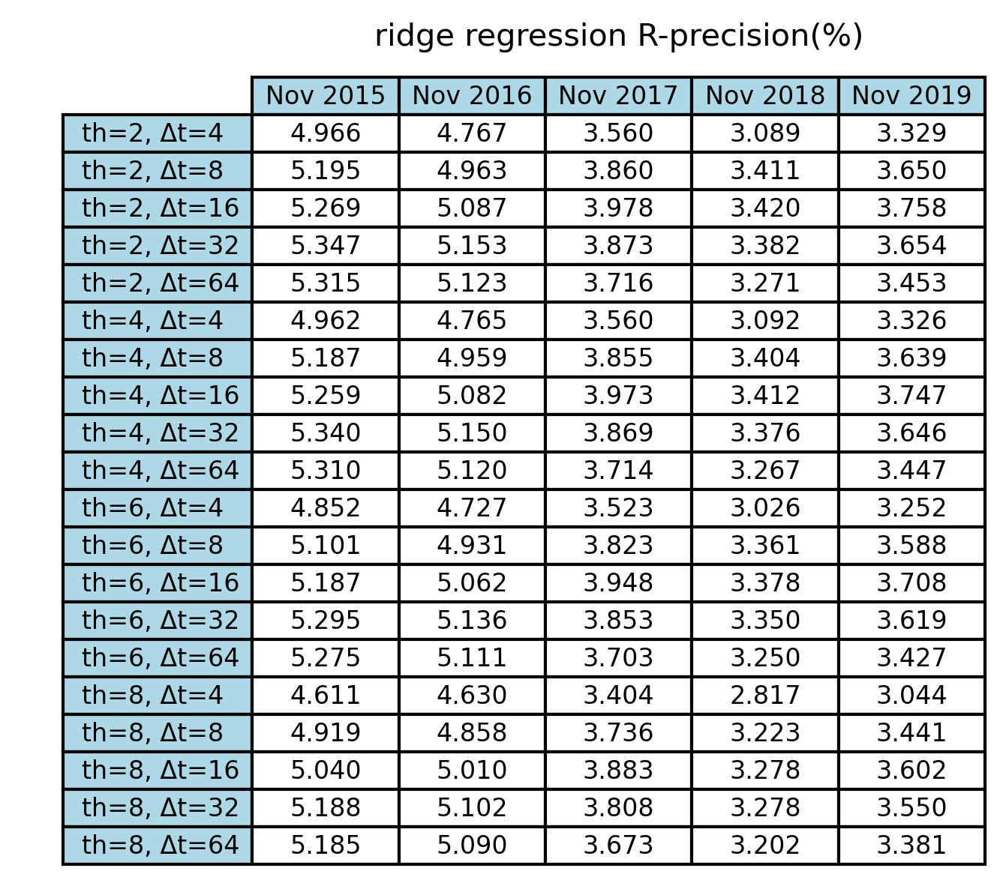 ridge regression R-precision(%)
Nov 2015 Nov 2016 Nov 2017 Nov 2018 Nov 2019
th=2, Δt=4 4.966 4.767 3.560 3.089 3.329
th=2, Δt=8 5.195 4.963 3.860 3.411 3.650
th=2, Δt=16 5.269 5.087 3.978 3.420 3.758
th=2, Δt=32 5.347 5.153 3.873 3.382 3.654
th=2, Δt=64 5.315 5.123 3.716 3.271 3.453
th=4, Δt=4 4.962 4.765 3.560 3.092 3.326
th=4, Δt=8 5.187 4.959 3.855 3.404 3.639
th=4, Δt=16 5.259 5.082 3.973 3.412 3.747
th=4, Δt=32 5.340 5.150 3.869 3.376 3.646
th=4, Δt=64 5.310 5.120 3.714 3.267 3.447
th=6, Δt=4 4.852 4.727 3.523 3.026 3.252
th=6, Δt=8 5.101 4.931 3.823 3.361 3.588
th=6, Δt=16 5.187 5.062 3.948 3.378 3.708
th=6, Δt=32 5.295 5.136 3.853 3.350 3.619
th=6, Δt=64 5.275 5.111 3.703 3.250 3.427
th=8, Δt=4 4.611 4.630 3.404 2.817 3.044
th=8, Δt=8 4.919 4.858 3.736 3.223 3.441
th=8, Δt=16 5.040 5.010 3.883 3.278 3.602
th=8, Δt=32 5.188 5.102 3.808 3.278 3.550
th=8, Δt=64 5.185 5.090 3.673 3.202 3.381